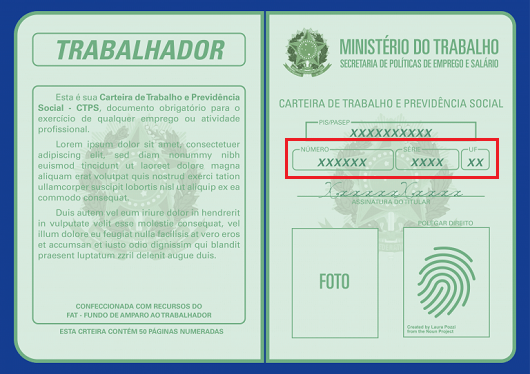 TRABALHADOR
Esta é sua Carteira de Trabalho e Previdência
Social - CTPS, documento obrigatório para o
exercício de qualquer emprego ou atividade
profissional.
Lorem ipsum dolor sit amet, consectetuer
adipiscing elit, sed diam nonummy nibh
euismod tincidunt ut laoreet dolore magna
aliquam erat volutpat quis nostrud exerci tation
ullamcorper suscipit lobortis nisl ut aliquip ex ea
commodo consequat.
Duis autem vel eum iriure dolor in hendrerit
in vulputate velit esse molestie consequat, vel
illum dolore eu feugiat nulla facilisis at vero eros
et accumsan et iusto odio dignissim qui blandit
praesent luptatum zzril delenit augue duis.
CONFECCIONADA COM RECURSOS DO
FAT - FUNDO DE AMPARO AO TRABALHADOR
ESTA CRTEIRA CONTÉM 50 PÁGINAS NUMERADAS
MINISTÉRIO DO TRABALHO
SECRETARIA DE POLÍTICAS DE EMPREGO E SALÁRIO
CARTEIRA DE TRABALHO E PREVIDÊNCIA SOCIAL
PIS/PASEP
XXXXXXXXXX
NÚMERO SÉRIE UF
XXXXXX XXXX XX
ASSINATURA DO TITULAR
POLEGAR DIREITO
FOTO
Created by Laura Pozzi
from the Noun Project